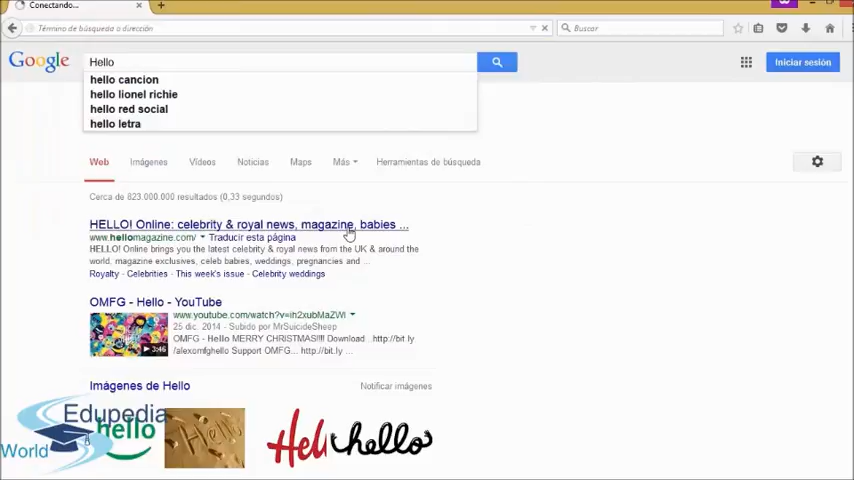 Conectando...
Término de búsqueda o dirección
Buscar
Google
Hello
Iniciar sesión
hello cancion
hello lionel richie
hello red social
hello letra
Web Imágenes Vídeos Noticias Maps Más Herramientas de búsqueda
Cerca de 823.000.000 resultados (0,33 segundos)
HELLO! Online: celebrity & royal news, magazine, babies ...
www.hellomagazine.com/ Traducir esta página
HELLO! Online brings you the latest celebrity & royal news from the UK & around the
world, magazine exclusives, celeb babies, weddings, pregnancies and ...
Royalty - Celebrities - This week's issue - Celebrity weddings
OMFG - Hello - YouTube
www.youtube.com/watch?v=ih2xubMaZWI
25 dic. 2014 - Subido por MrSuicideSheep
OMFG - Hello MERRY CHRISTMAS!!!! Download ..http://bit.ly
/alexomfghello Support OMFG... http://bit.ly ...
3:46
Imágenes de Hello
Notificar imágenes
Edupedia
World
hello
Hello
hello